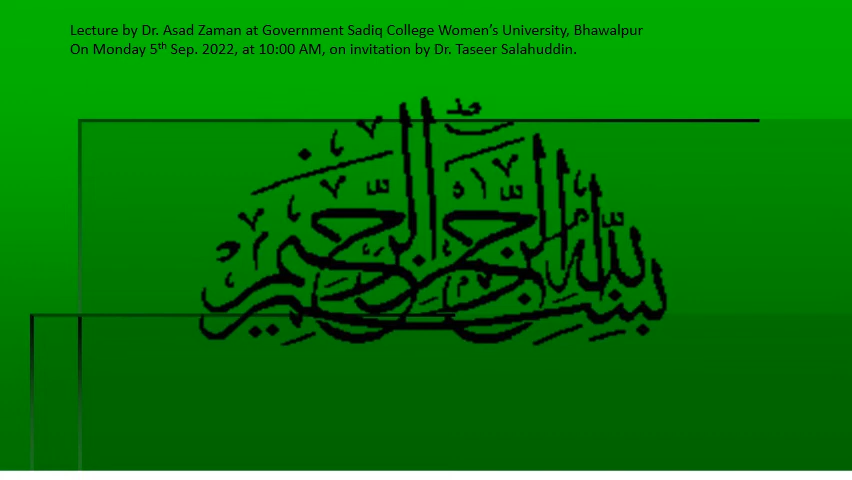 Lecture by Dr. Asad Zaman at Government Sadiq College Women’s University, Bhawalpur
On Monday 5th Sep. 2022, at 10:00 AM, on invitation by Dr. Taseer Salahuddin.
بسم الله الرحمن الرحيم